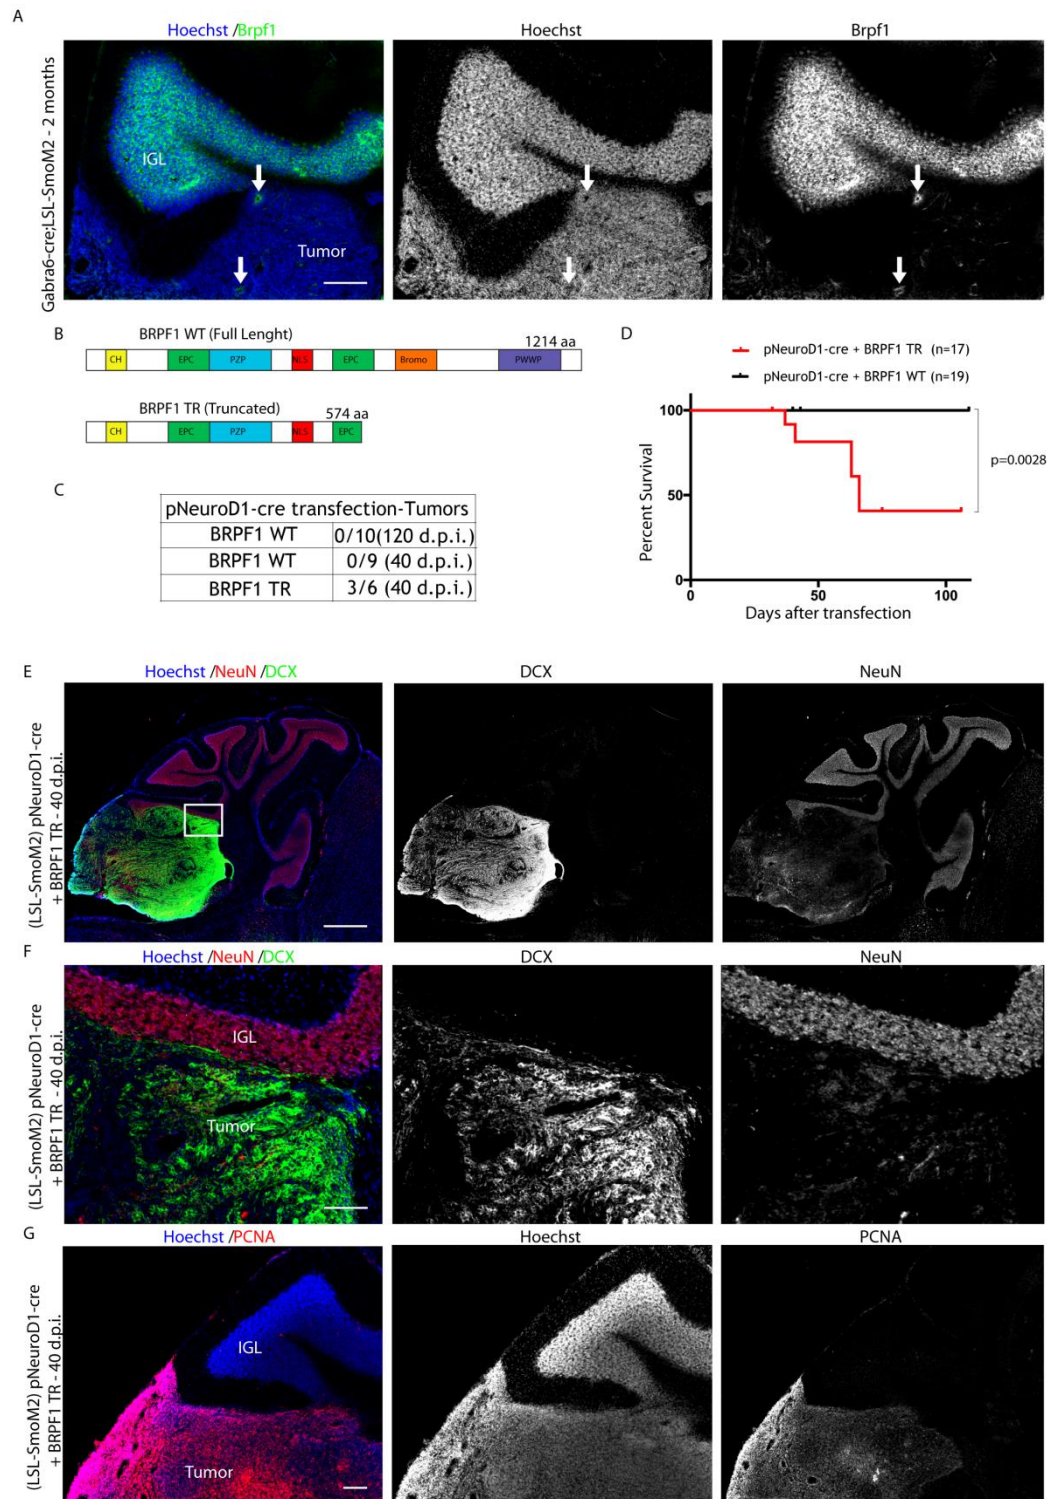 A
Hoechst /Brpf1
Hoechst
Brpf1
Gabra6-cre;LSL-SmoM2 - 2 months
IGL
Tumor
B
BRPF1 WT (Full Lenght)
1214 aa
CH
EPC
PZP
NLS
EPC
Bromo
PWWP
BRPF1 TR (Truncated)
574 aa
CH
EPC
PZP
NLS
EPC
C
pNeuroD1-cre transfection-Tumors
BRPF1 WT 0/10(120 d.p.i.)
BRPF1 WT 0/9 (40 d.p.i.)
BRPF1 TR 3/6 (40 d.p.i.)
D
pNeuroD1-cre + BRPF1 TR (n=17)
pNeuroD1-cre + BRPF1 WT (n=19)
100
50
0
Percent Survival
p=0.0028
0
50
100
Days after transfection
E
Hoechst /NeuN /DCX
DCX
NeuN
(LSL-SmoM2) pNeuroD1-cre
+ BRPF1 TR - 40 d.p.i.
F
Hoechst /NeuN /DCX
DCX
NeuN
(LSL-SmoM2) pNeuroD1-cre
+ BRPF1 TR - 40 d.p.i.
IGL
Tumor
G
Hoechst /PCNA
Hoechst
PCNA
(LSL-SmoM2) pNeuroD1-cre
+ BRPF1 TR - 40 d.p.i.
IGL
Tumor